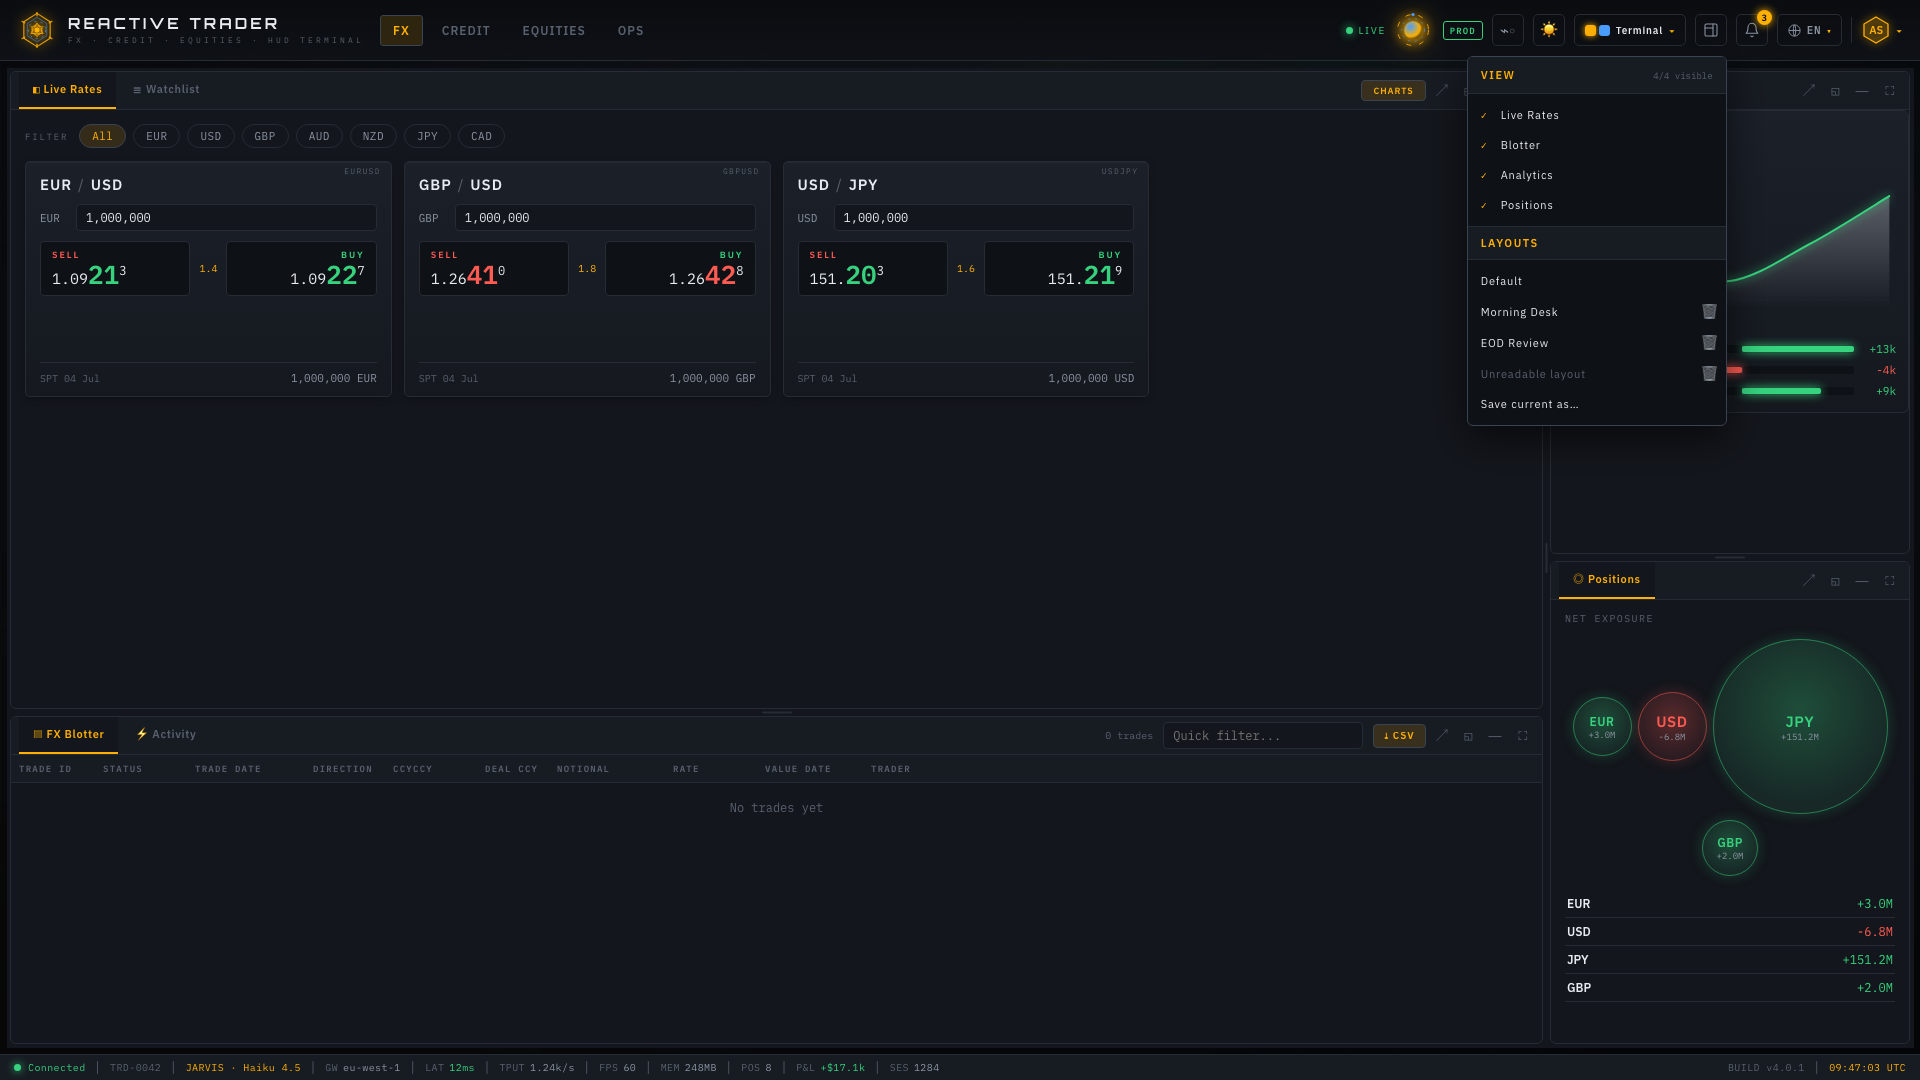 REACTIVE TRADER
FX · CREDIT · EQUITIES · HUD TERMINAL
FX CREDIT EQUITIES OPS
LIVE
PROD
Terminal
3
EN
AS
Live Rates
Watchlist
CHARTS
FILTER All EUR USD GBP AUD NZD JPY CAD
EURUSD
EUR / USD
EUR 1,000,000
SELL
1.09213
1.4
BUY
1.09227
SPT 04 Jul 1,000,000 EUR
GBPUSD
GBP / USD
GBP 1,000,000
SELL
1.26410
1.8
BUY
1.26428
SPT 04 Jul 1,000,000 GBP
USDJPY
USD / JPY
USD 1,000,000
SELL
151.203
1.6
BUY
151.219
SPT 04 Jul 1,000,000 USD
VIEW 4/4 visible
✓ Live Rates
✓ Blotter
✓ Analytics
✓ Positions
LAYOUTS
Default
Morning Desk
EOD Review
Unreadable layout
Save current as…
+13k
-4k
+9k
FX Blotter
Activity
0 trades
Quick filter...
↓ CSV
TRADE ID STATUS TRADE DATE DIRECTION CCYCCY DEAL CCY NOTIONAL RATE VALUE DATE TRADER
No trades yet
Positions
NET EXPOSURE
EUR
+3.0M
USD
-6.8M
JPY
+151.2M
GBP
+2.0M
EUR +3.0M
USD -6.8M
JPY +151.2M
GBP +2.0M
Connected TRD-0042 JARVIS · Haiku 4.5 GW eu-west-1 LAT 12ms TPUT 1.24k/s FPS 60 MEM 248MB POS 8 P&L +$17.1k SES 1284 BUILD v4.0.1 09:47:03 UTC